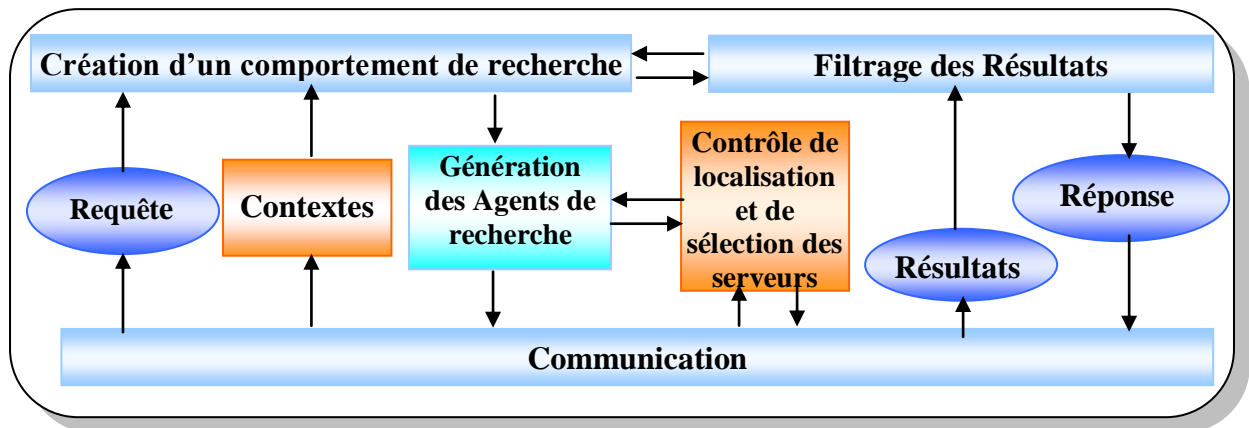 Création d'un comportement de recherche
Filtrage des Résultats
Requête
Contextes
Génération
des Agents de
recherche
Contrôle de
localisation
et de
sélection des
serveurs
Résultats
Réponse
Communication